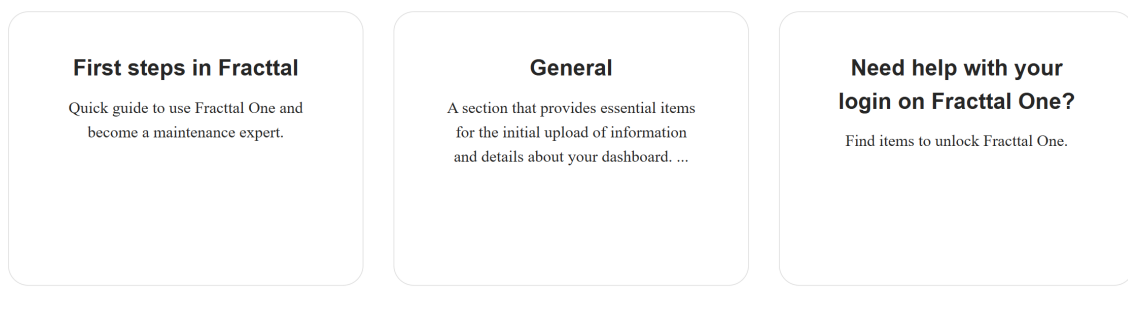 First steps in Fracttal
Quick guide to use Fracttal One and
become a maintenance expert.
General
A section that provides essential items
for the initial upload of information
and details about your dashboard. ...
Need help with your
login on Fracttal One?
Find items to unlock Fracttal One.